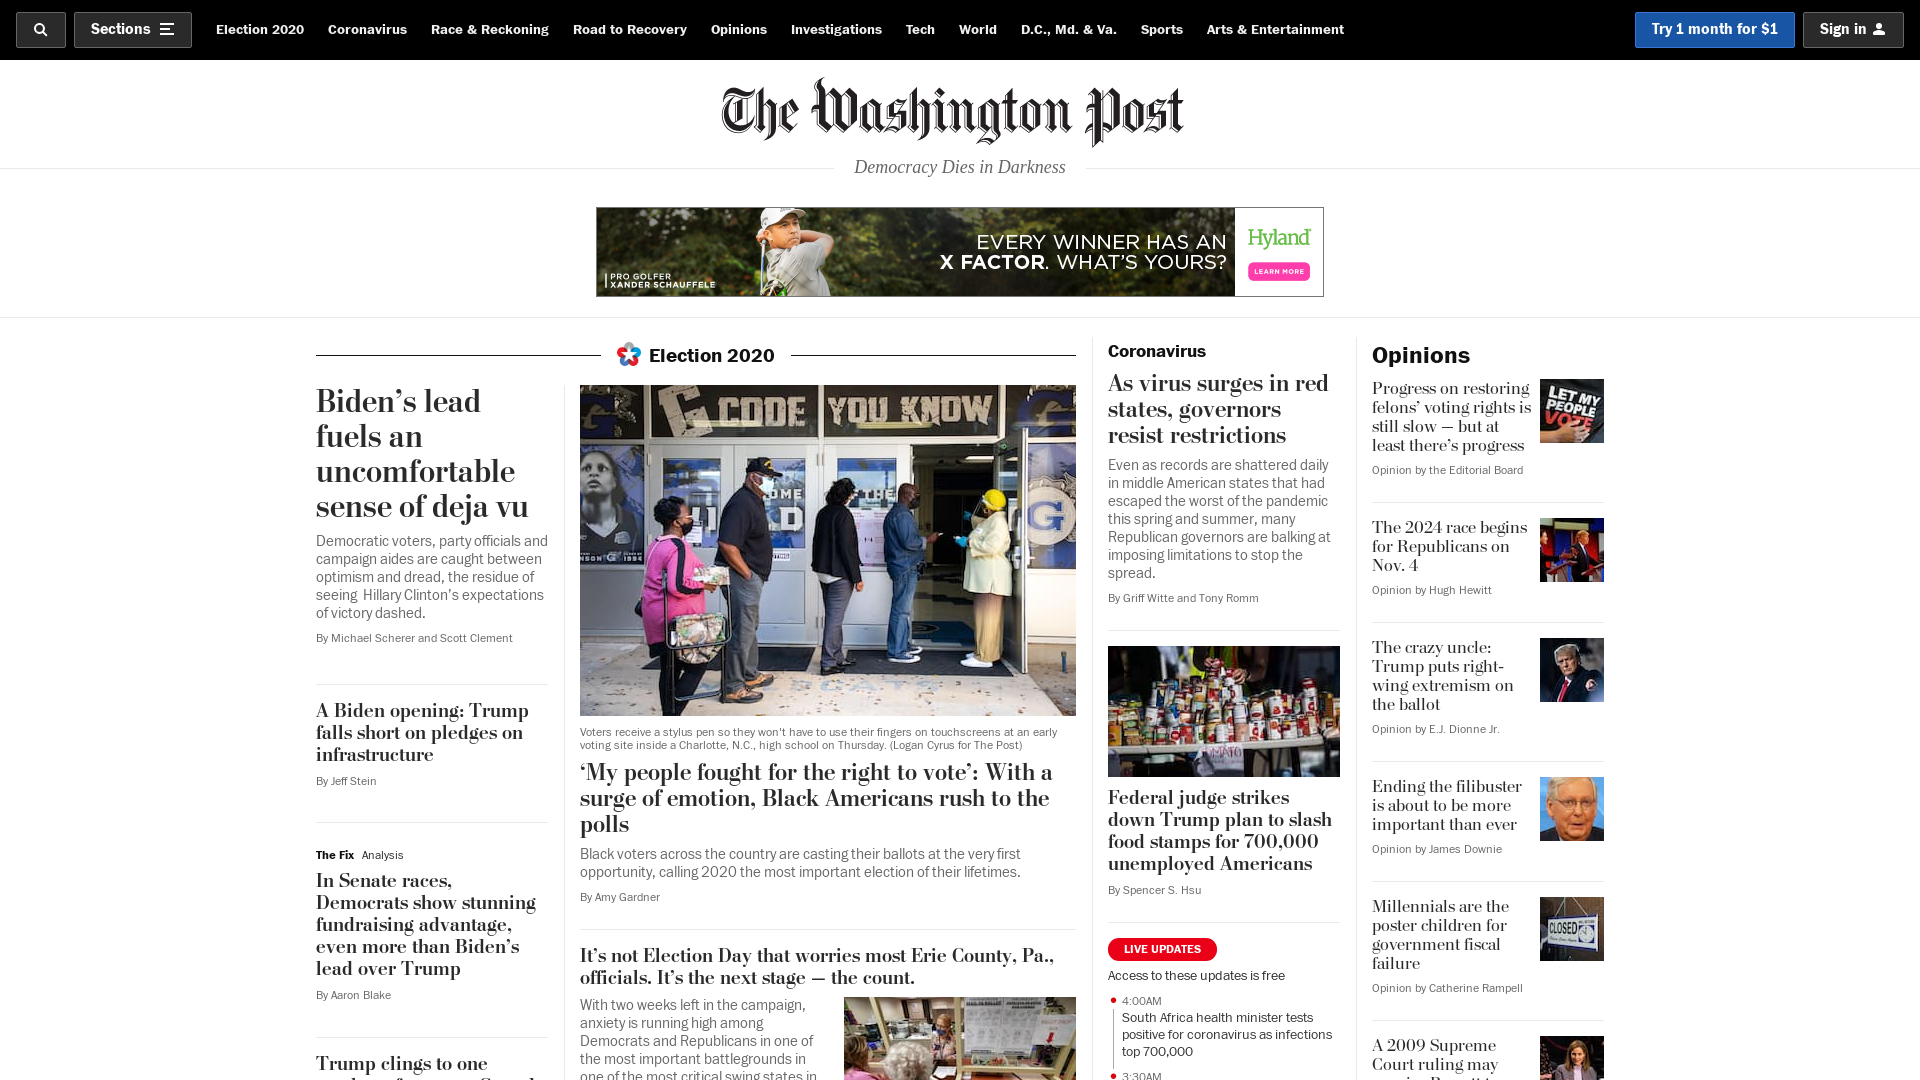 Sections
Election 2020
Coronavirus
Race & Reckoning
Road to Recovery
Opinions
Investigations
Tech
World
D.C., Md. & Va.
Sports
Arts & Entertainment
Try 1 month for $1
Sign in
The Washington Post
Democracy Dies in Darkness
PRO GOLFER
XANDER SCHAUFFELE
EVERY WINNER HAS AN
X FACTOR. WHAT'S YOURS?
Hyland
LEARN MORE
Election 2020
Biden’s lead
fuels an
uncomfortable
sense of deja vu
Democratic voters, party officials and
campaign aides are caught between
optimism and dread, the residue of
seeing Hillary Clinton’s expectations
of victory dashed.
By Michael Scherer and Scott Clement
A Biden opening: Trump
falls short on pledges on
infrastructure
By Jeff Stein
The Fix Analysis
In Senate races,
Democrats show stunning
fundraising advantage,
even more than Biden’s
lead over Trump
By Aaron Blake
Trump clings to one
CODE YOU KNOW
G
Voters receive a stylus pen so they won't have to use their fingers on touchscreens at an early
voting site inside a Charlotte, N.C., high school on Thursday. (Logan Cyrus for The Post)
‘My people fought for the right to vote’: With a
surge of emotion, Black Americans rush to the
polls
Black voters across the country are casting their ballots at the very first
opportunity, calling 2020 the most important election of their lifetimes.
By Amy Gardner
It’s not Election Day that worries most Erie County, Pa.,
officials. It’s the next stage — the count.
With two weeks left in the campaign,
anxiety is running high among
Democrats and Republicans in one of
the most important battlegrounds in
one of the most critical swing states in
Coronavirus
As virus surges in red
states, governors
resist restrictions
Even as records are shattered daily
in middle American states that had
escaped the worst of the pandemic
this spring and summer, many
Republican governors are balking at
imposing limitations to stop the
spread.
By Griff Witte and Tony Romm
Federal judge strikes
down Trump plan to slash
food stamps for 700,000
unemployed Americans
By Spencer S. Hsu
LIVE UPDATES
Access to these updates is free
4:00AM
South Africa health minister tests
positive for coronavirus as infections
top 700,000
3:30AM
Opinions
Progress on restoring
felons’ voting rights is
still slow — but at
least there’s progress
Opinion by the Editorial Board
LET MY
PEOPLE
VOTE
The 2024 race begins
for Republicans on
Nov. 4
Opinion by Hugh Hewitt
The crazy uncle:
Trump puts right-
wing extremism on
the ballot
Opinion by E.J. Dionne Jr.
Ending the filibuster
is about to be more
important than ever
Opinion by James Downie
Millennials are the
poster children for
government fiscal
failure
Opinion by Catherine Rampell
CLOSED
A 2009 Supreme
Court ruling may